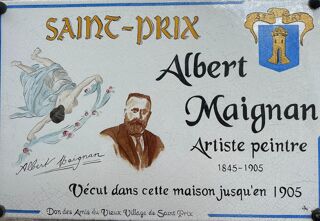 SAINT-PRIX
Albert
Maignan
Artiste peintre
1845-1905
Albert Maignan
Vécut dans cette maison jusqu'en 1905
Don des Amis du Vieux Village de Saint Prix